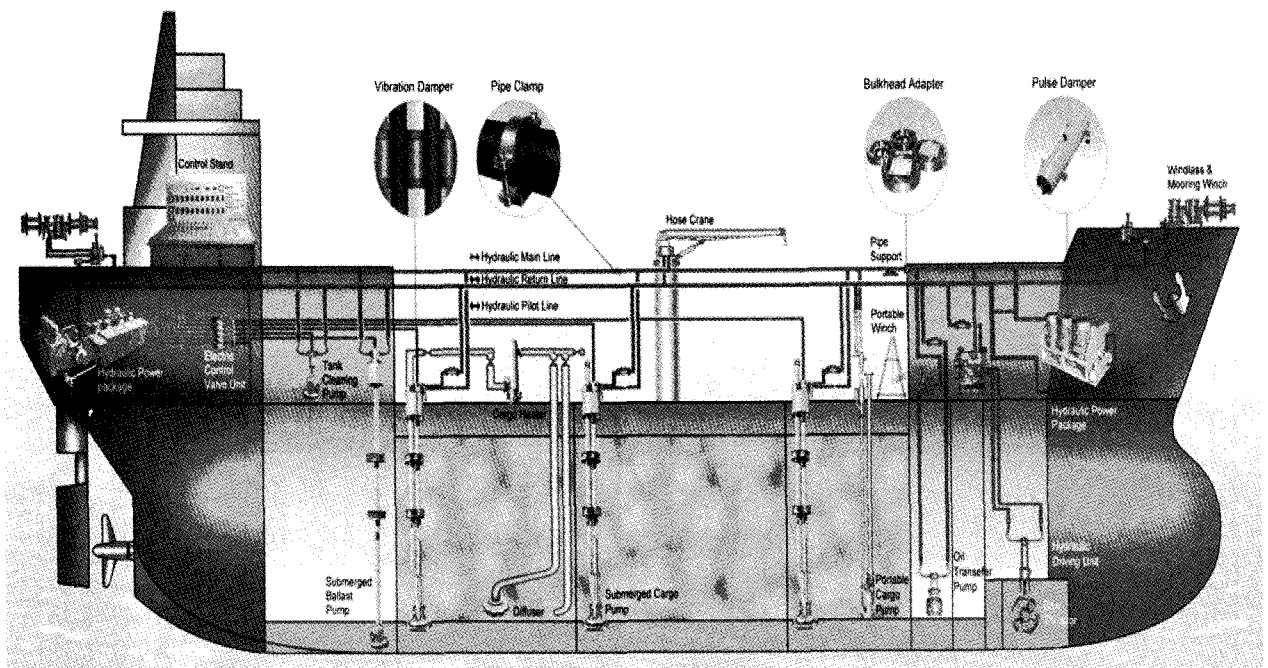 Vibration Damper
Pipe Clamp
Bulkhead Adapter
Pulse Damper
Control Stand
Windlass &
Mooring Winch
Hose Crane
Hydraulic Main Line
Pipe
Support
Hydraulic Return Line
Hydraulic Pilot Line
Portable
Winch
Hydraulic Power
package
Electric
Control
Valve Unit
Tank
Cleaning
Pump
Cargo Heater
Hydraulic Power
Package
Hydraulic
Driving Unit
Oil
Transefer
Pump
Submerged
Ballast
Pump
Diffuser
Submerged Cargo
Pump
Portable
Cargo
Pump